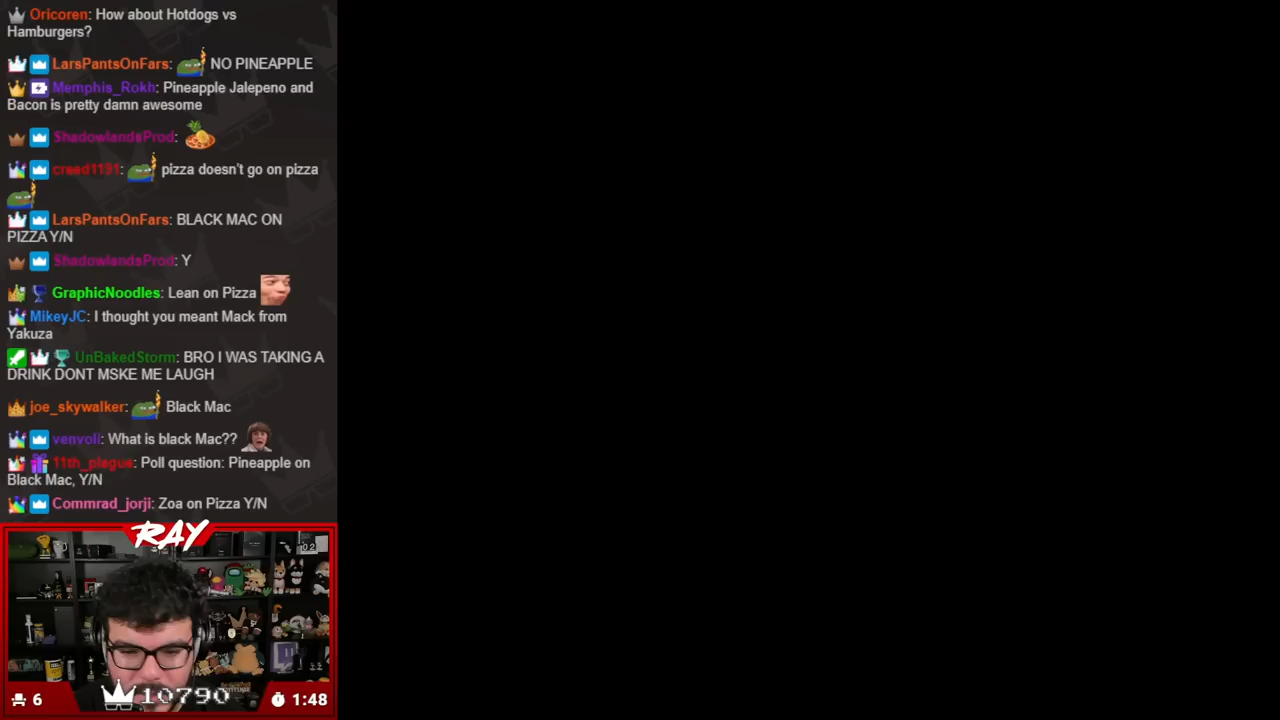 Oricoren: How about Hotdogs vs
Hamburgers?
LarsPantsOnFars: NO PINEAPPLE
Memphis_Rokh: Pineapple Jalepeno and
Bacon is pretty damn awesome
ShadowlandsProd:
creed1191: pizza doesn't go on pizza
LarsPantsOnFars: BLACK MAC ON
PIZZA Y/N
ShadowlandsProd: Y
GraphicNoodles: Lean on Pizza
MikeyJC: I thought you meant Mack from
Yakuza
UnBakedStorm: BRO I WAS TAKING A
DRINK DONT MSKE ME LAUGH
joe_skywalker: Black Mac
venvoli: What is black Mac??
11th_plague: Poll question: Pineapple on
Black Mac, Y/N
Commrad_jorji: Zoa on Pizza Y/N
RAY
6
10790
1:48